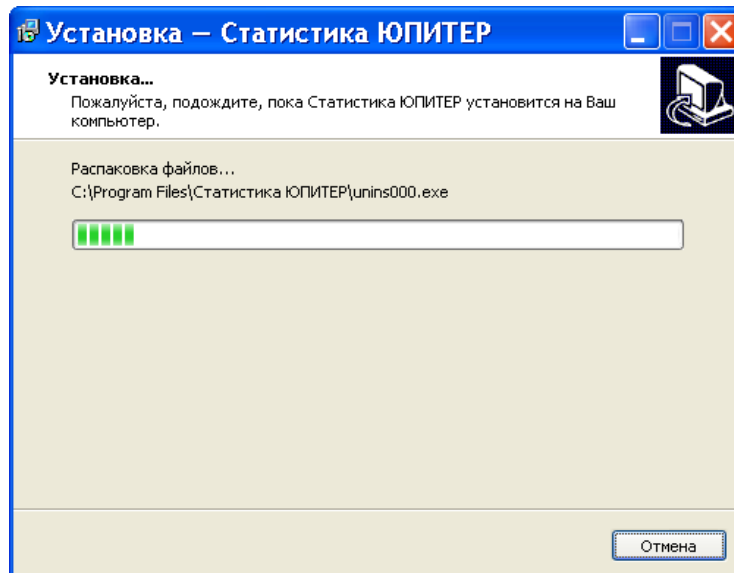 Установка — Статистика ЮПИТЕР
Установка...
Пожалуйста, подождите, пока Статистика ЮПИТЕР установится на Ваш
компьютер.
Распаковка файлов...
C:\Program Files\Статистика ЮПИТЕР\unins000.exe
Отмена